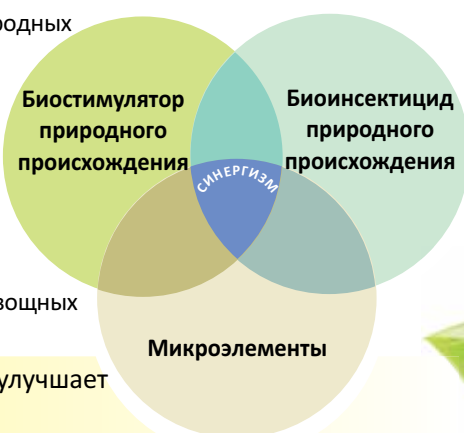 родных
Биостимулятор
природного
происхождения
Биоинсектицид
природного
происхождения
СИНЕРГИЗМ
вощных
Микроэлементы
улучшает